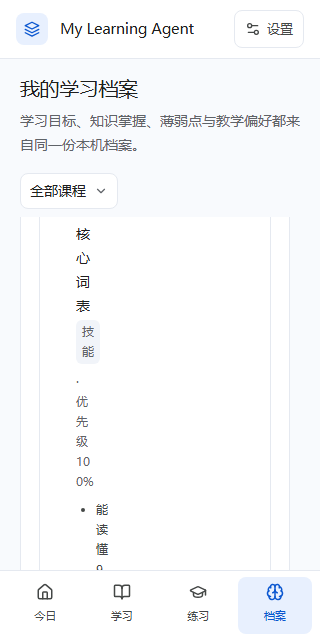 My Learning Agent
设置
我的学习档案
学习目标、知识掌握、薄弱点与教学偏好都来
自同一份本机档案。
全部课程
核
心
词
表
技
能
·
优
先
级
10
0%
• 能
读
懂
今日
学习
练习
档案